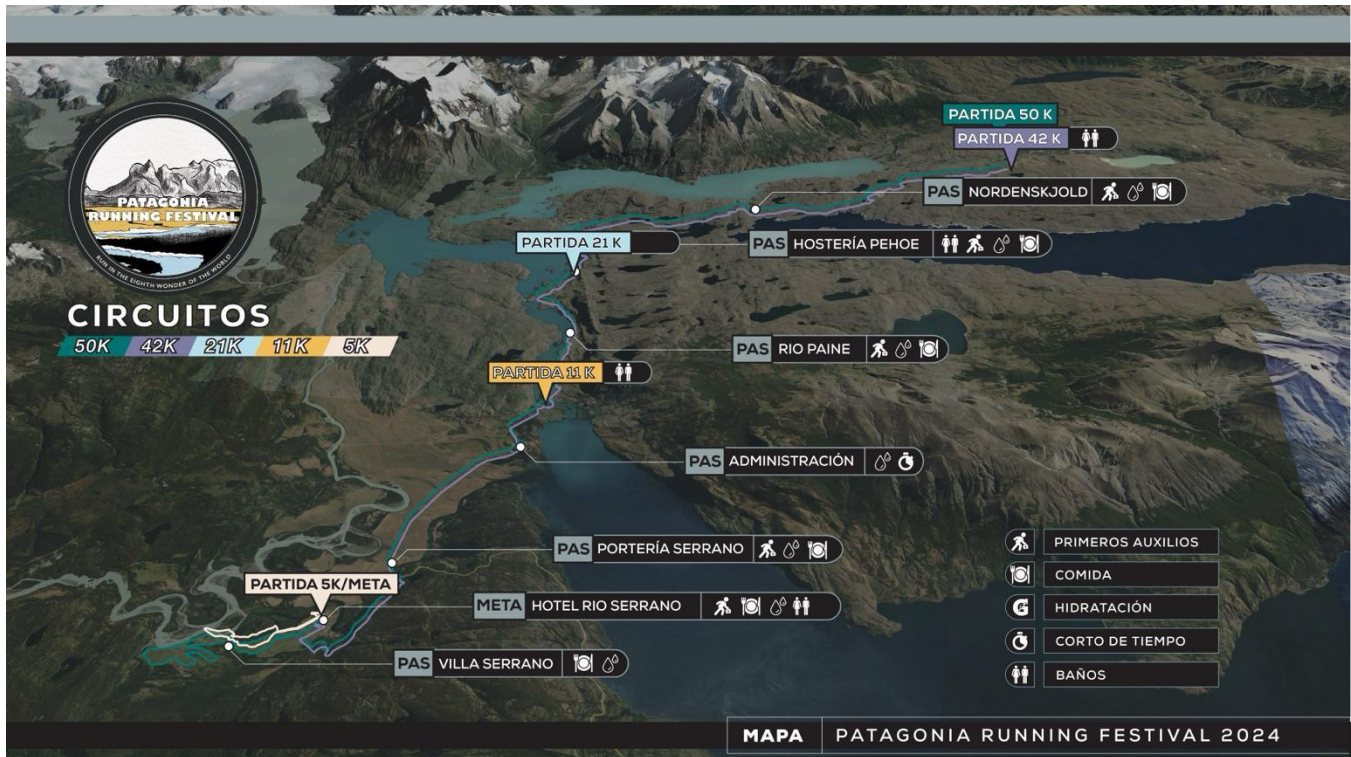 PATAGONIA
RUNNING FESTIVAL
RUN IN THE EIGHTH WONDER OF THE WORLD
CIRCUITOS
50K 42K 21K 11K 5K
PARTIDA 50 K
PARTIDA 42 K
PAS NORDENSKJOLD
PARTIDA 21 K
PAS HOSTERÍA PEHOE
PAS RIO PAINE
PARTIDA 11 K
PAS ADMINISTRACIÓN
PAS PORTERÍA SERRANO
PARTIDA 5K/META
META HOTEL RIO SERRANO
PAS VILLA SERRANO
PRIMEROS AUXILIOS
COMIDA
HIDRATACIÓN
CORTO DE TIEMPO
BAÑOS
MAPA PATAGONIA RUNNING FESTIVAL 2024